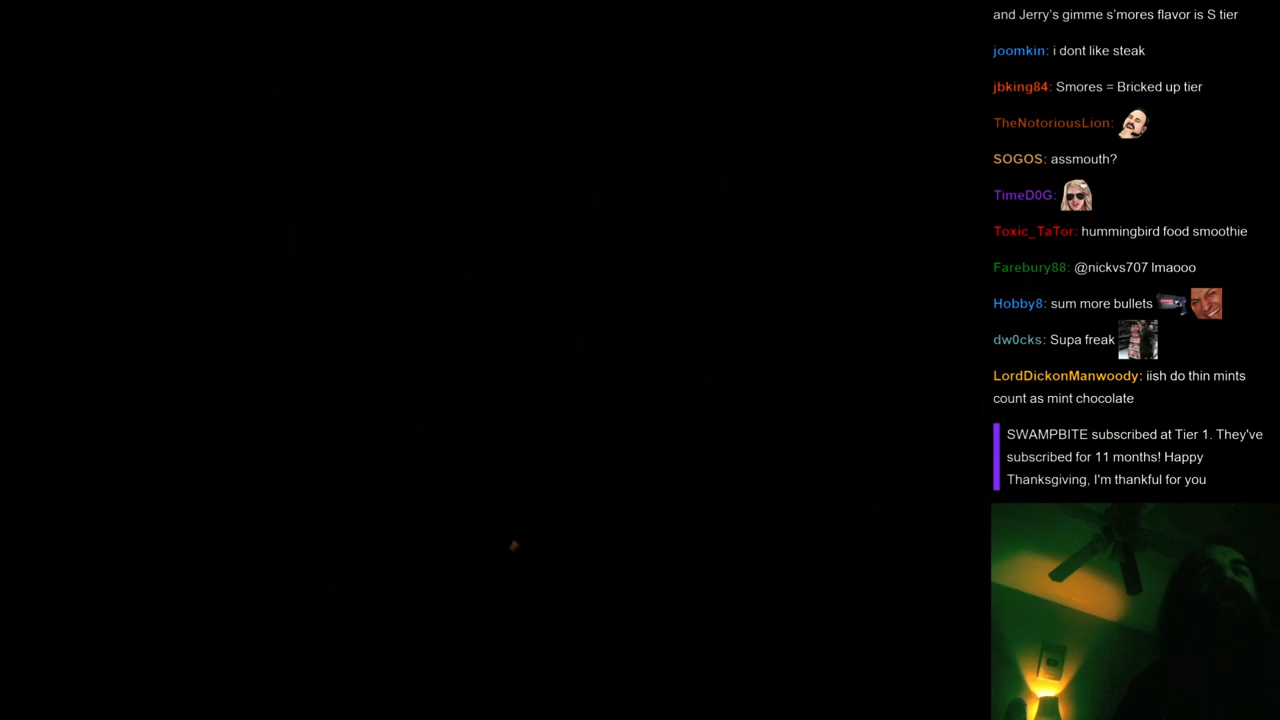 and Jerry's gimme s'mores flavor is S tier
joomkin: i dont like steak
jbking84: Smores = Bricked up tier
TheNotoriousLion:
SOGOS: assmouth?
TimeD0G:
Toxic_TaTor: hummingbird food smoothie
Farebury88: @nickvs707 lmaooo
Hobby8: sum more bullets
dw0cks: Supa freak
LordDickonManwoody: iish do thin mints
count as mint chocolate
SWAMPBITE subscribed at Tier 1. They've
subscribed for 11 months! Happy
Thanksgiving, I'm thankful for you